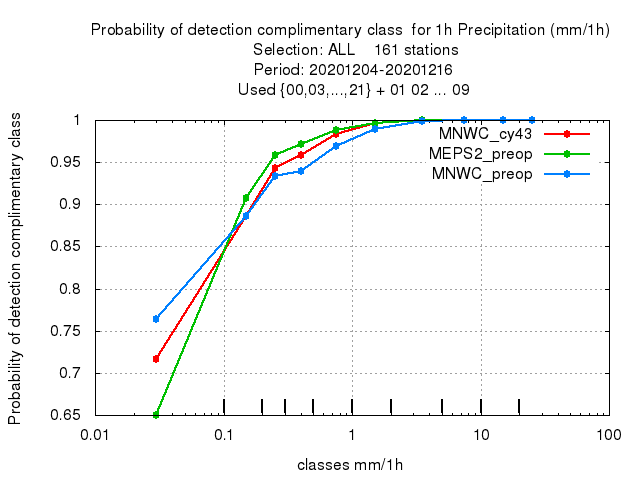 Probability of detection complimentary class  for 1h Precipitation (mm/1h)
Selection: ALL    161 stations
Period: 20201204-20201216
Used {00,03,...,21} + 01 02 ... 09
Probability of detection complimentary class
1
0.95
0.9
0.85
0.8
0.75
0.7
0.65
MNWC_cy43
MEPS2_preop
MNWC_preop
0.01
0.1
1
10
100
classes mm/1h